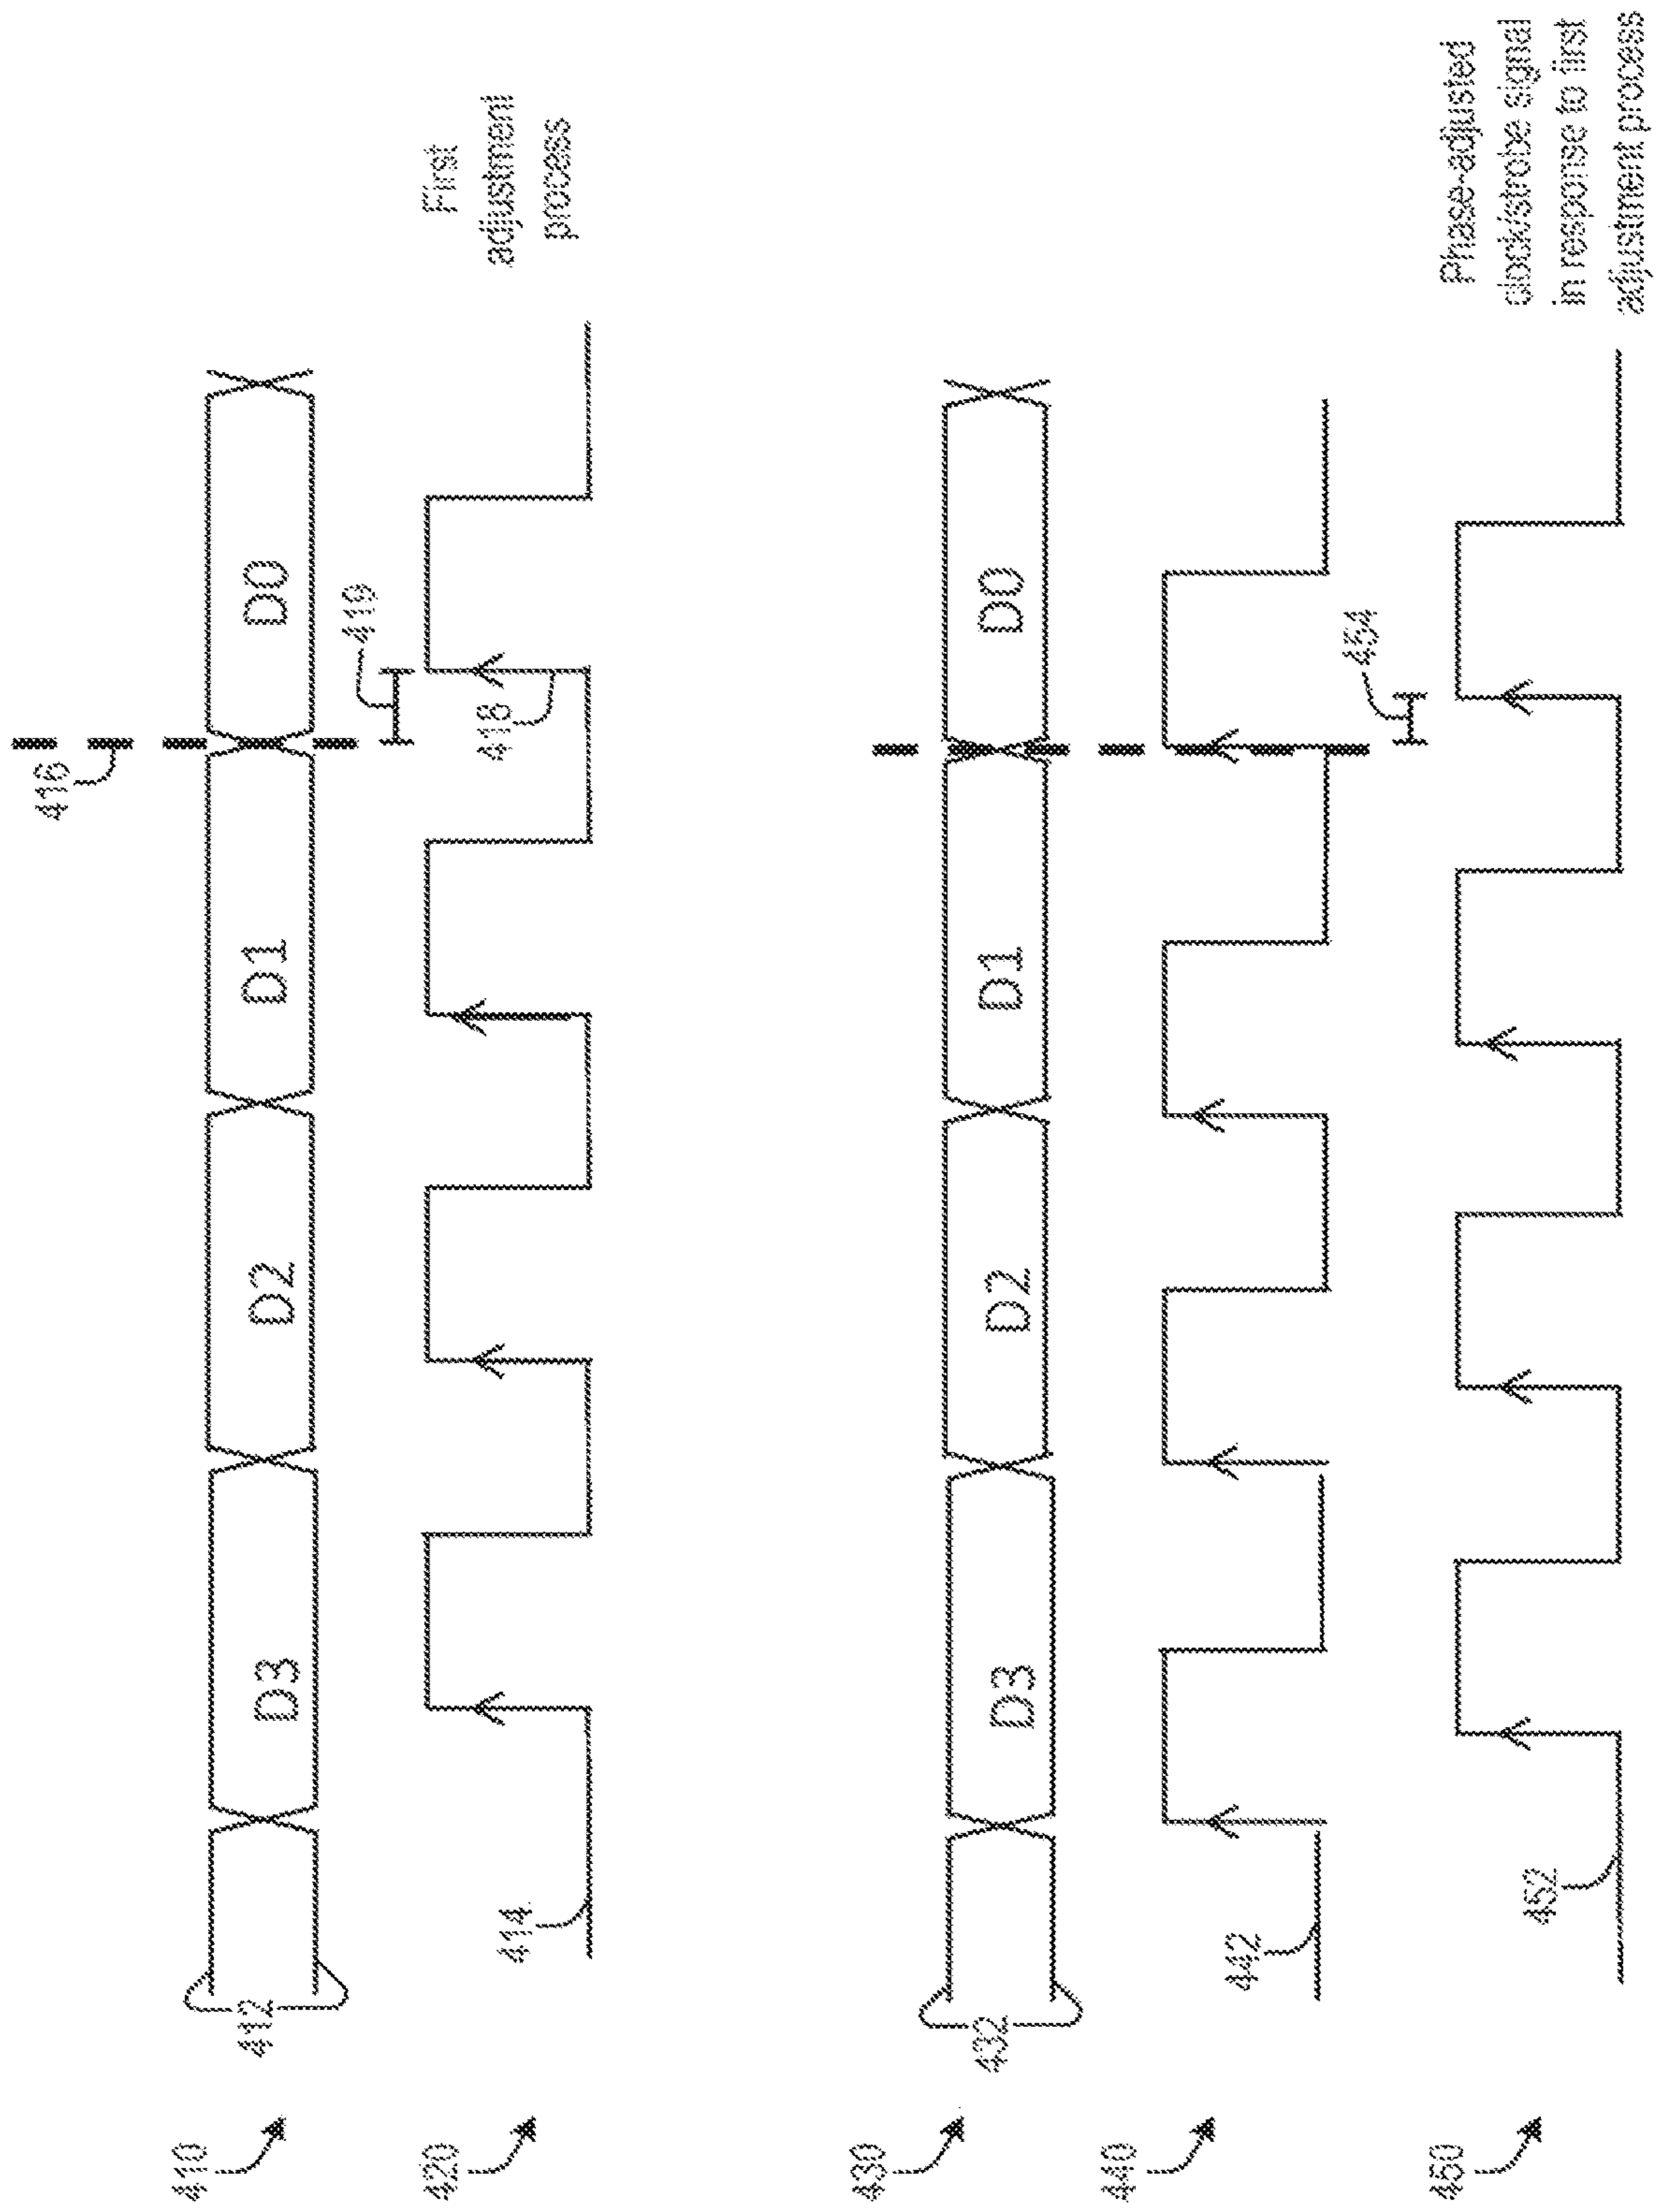 410
412
D3
D2
D1
D0
416
419
420
414
418
First
adjustment
process
430
432
D3
D2
D1
D0
440
442
450
452
454
Phase-adjusted
clock/strobe signal
in response to first
adjustment process